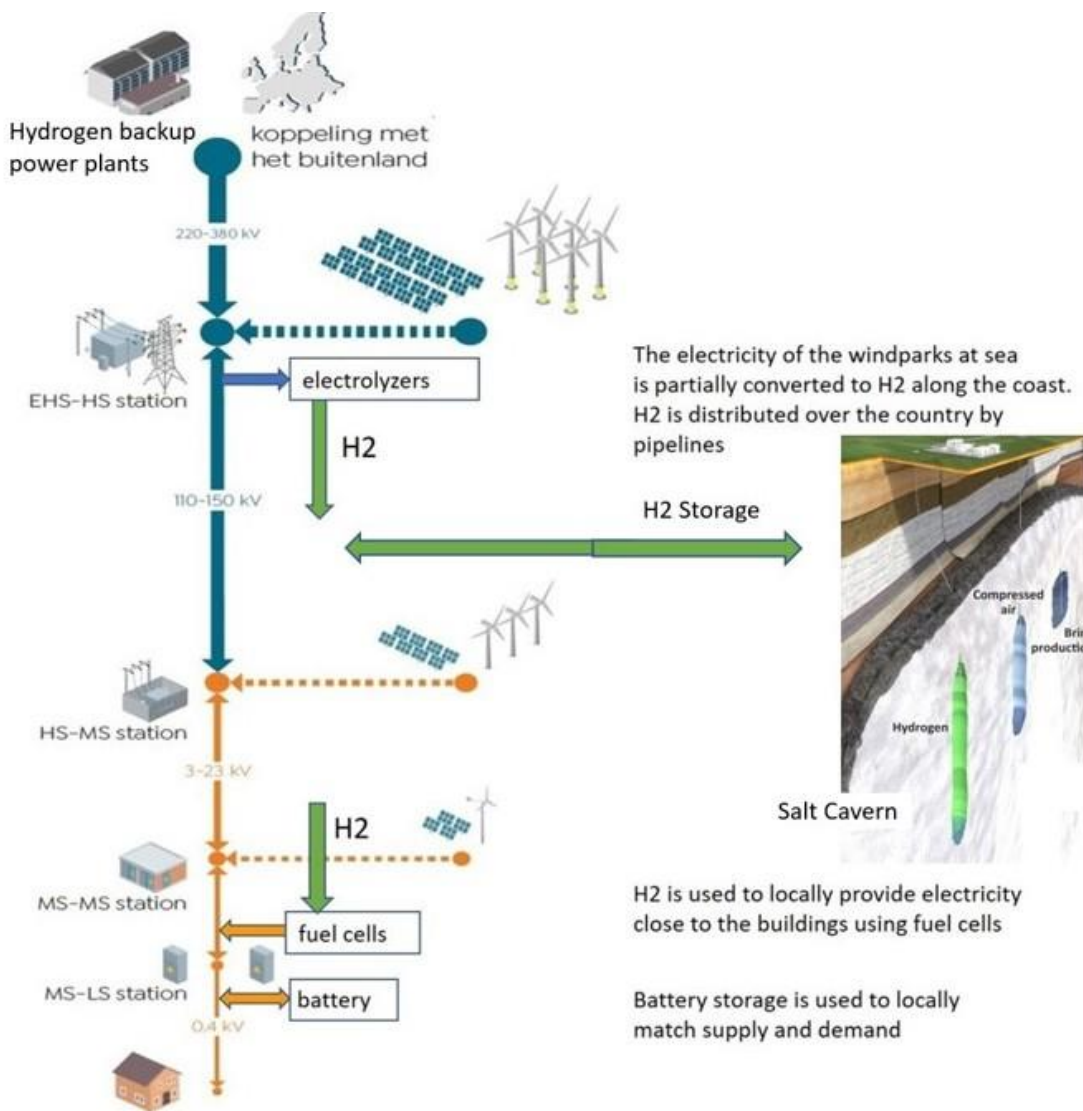 Hydrogen backup
power plants
koppeling met
het buitenland
220-380 kV
EHS-HS station
electrolyzers
The electricity of the windparks at sea
is partially converted to H2 along the coast.
H2 is distributed over the country by
pipelines
H2
110-150 kV
H2 Storage
Compressed
air
Brin
production
Hydrogen
HS-MS station
3-23 kV
Salt Cavern
H2
MS-MS station
H2 is used to locally provide electricity
close to the buildings using fuel cells
fuel cells
MS-LS station
battery
Battery storage is used to locally
match supply and demand
0.4 kV